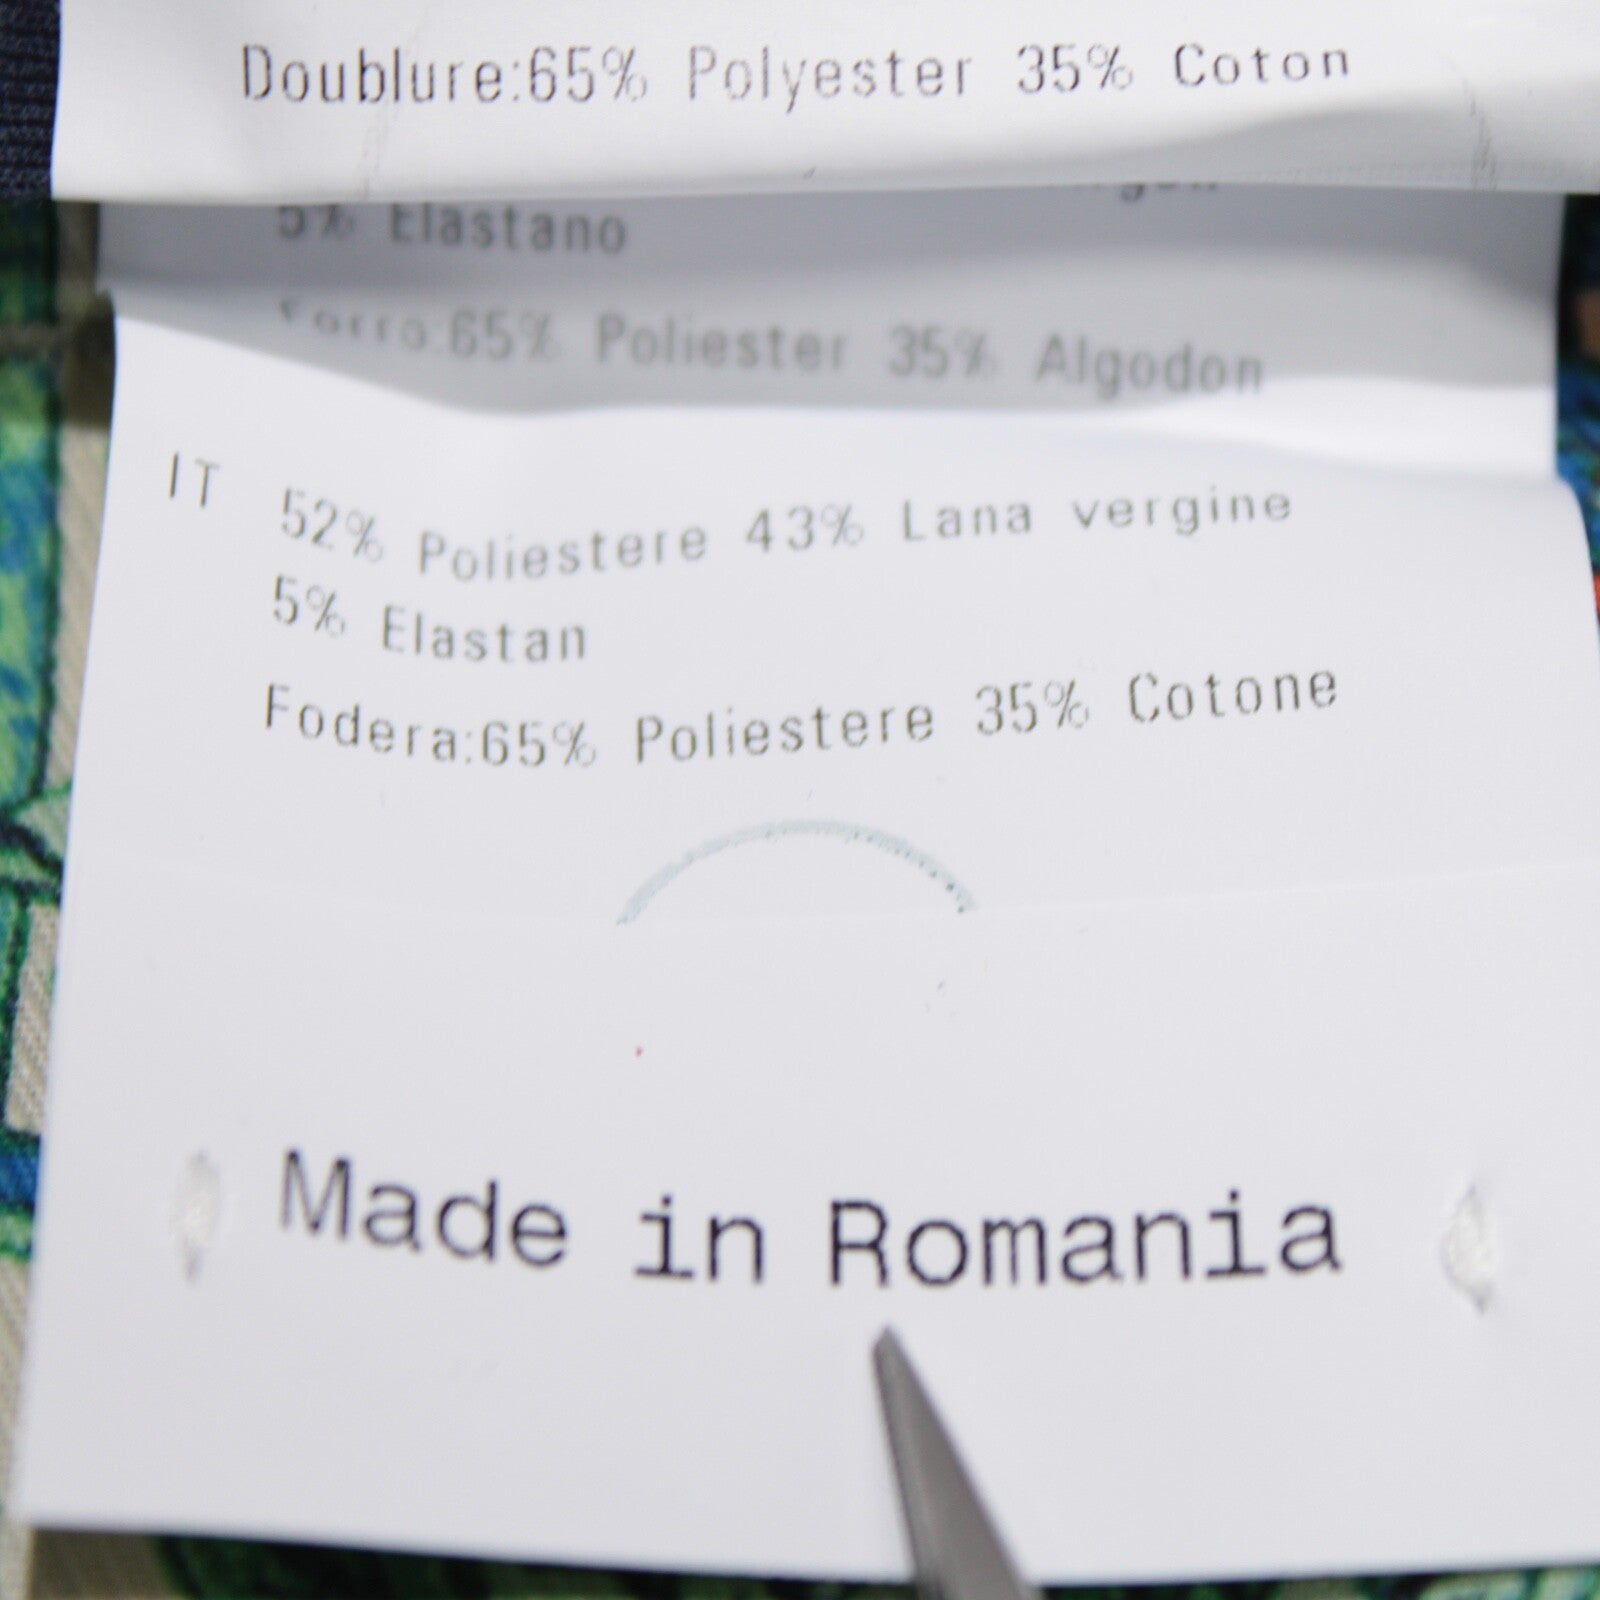 Doublure:65% Polyester 35% Coton
5% Elastano
Forro:65% Poliester 35% Algodon
IT 52% Poliestere 43% Lana vergine
5% Elastan
Fodera:65% Poliestere 35% Cotone
Made in Romania